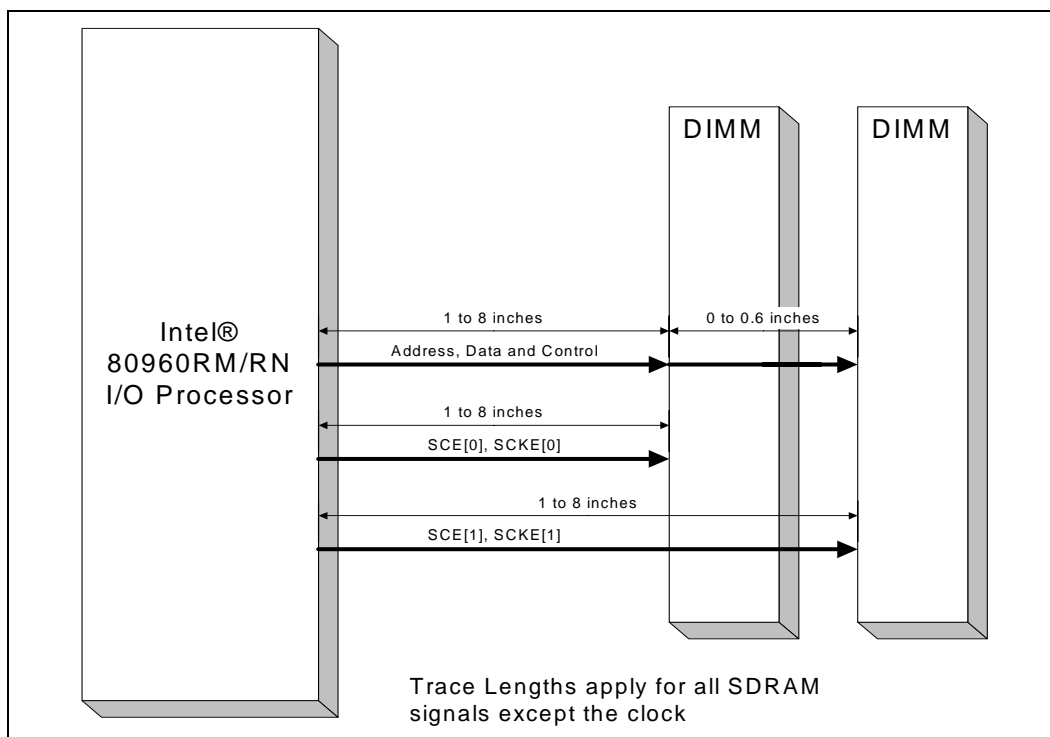 DIMM
DIMM
1 to 8 inches
0 to 0.6 inches
Intel®
80960RM/RN
I/O Processor
Address, Data and Control
1 to 8 inches
SCE[0], SCKE[0]
1 to 8 inches
SCE[1], SCKE[1]
Trace Lengths apply for all SDRAM
signals except the clock